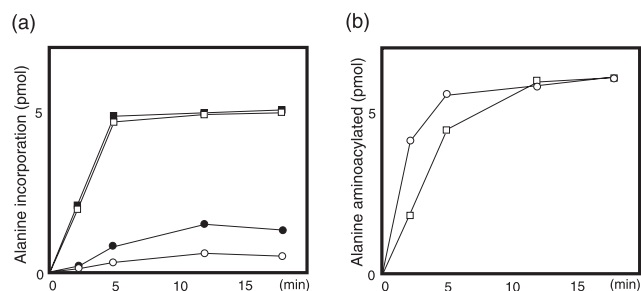 (a)
Alanine incorporation (pmol)
5
0
0 5 10 15 (min)
(b)
Alanine aminoacylated (pmol)
5
0
0 5 10 15 (min)